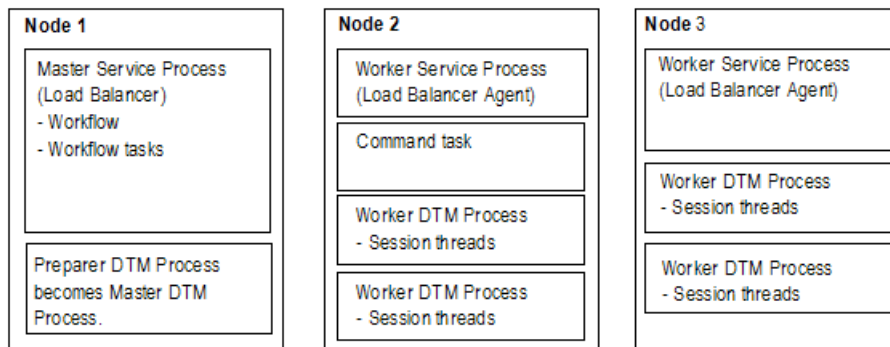 Node 1
Master Service Process
(Load Balancer)
- Workflow
- Workflow tasks
Preparer DTM Process
becomes Master DTM
Process.
Node 2
Worker Service Process
(Load Balancer Agent)
Command task
Worker DTM Process
- Session threads
Worker DTM Process
- Session threads
Node 3
Worker Service Process
(Load Balancer Agent)
Worker DTM Process
- Session threads
Worker DTM Process
- Session threads